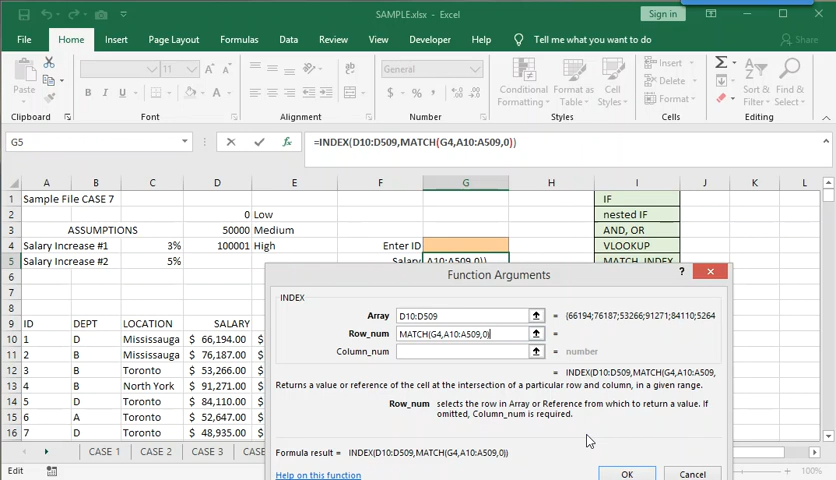 SAMPLE.xlsx - Excel
Sign in
File Home Insert Page Layout Formulas Data Review View Developer Help Tell me what you want to do Share
Paste
11
B I U A
General
$ %
Conditional Formatting
Format as Table
Cell Styles
Insert
Delete
Format
Sort & Filter
Find & Select
Clipboard Font Alignment Number Styles Cells Editing
G5 fx =INDEX(D10:D509,MATCH(G4,A10:A509,0))
A B C D E F G H I J K L
1 Sample File CASE 7 IF
2 0 Low nested IF
3 ASSUMPTIONS 50000 Medium AND, OR
4 Salary Increase #1 3% 100001 High Enter ID VLOOKUP
5 Salary Increase #2 5% Salary A10:A509,0)) MATCH, INDEX
6
7
8
9 ID DEPT LOCATION SALARY
10 1 D Mississauga $ 66,194.00
11 2 B Mississauga $ 76,187.00
12 3 B Toronto $ 53,266.00
13 4 B North York $ 91,271.00
14 5 D Toronto $ 84,110.00
15 6 A Toronto $ 52,647.00
16 7 D Toronto $ 48,935.00
Function Arguments ?
INDEX
Array D10:D509 = {66194;76187;53266;91271;84110;5264
Row_num MATCH(G4,A10:A509,0) =
Column_num = number
= INDEX(D10:D509,MATCH(G4,A10:A509,
Returns a value or reference of the cell at the intersection of a particular row and column, in a given range.
Row_num selects the row in Array or Reference from which to return a value. If
omitted, Column_num is required.
Formula result = INDEX(D10:D509,MATCH(G4,A10:A509,0))
Help on this function OK Cancel
CASE 1 CASE 2 CASE 3
Edit 100%